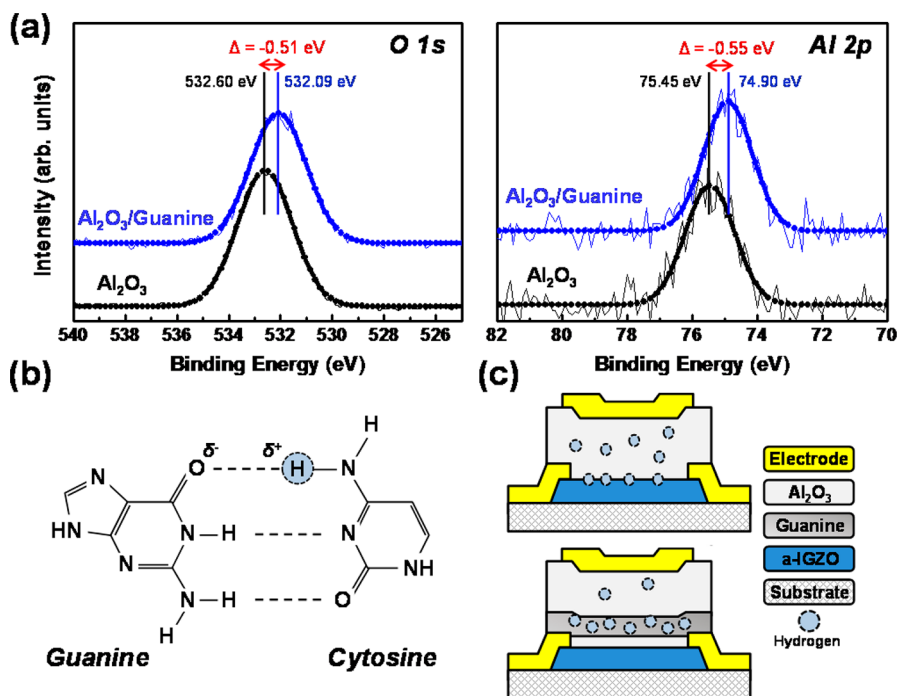 (a)
O 1s
Δ = -0.51 eV
532.60 eV
532.09 eV
Al₂O₃/Guanine
Al₂O₃
Intensity (arb. units)
540 538 536 534 532 530 528 526
Binding Energy (eV)
Al 2p
Δ = -0.55 eV
75.45 eV
74.90 eV
Al₂O₃/Guanine
Al₂O₃
82 80 78 76 74 72 70
Binding Energy (eV)
(b)
O δ- δ+ H N H
N
HN N N H N
NH
N H O
H
Guanine
Cytosine
(c)
Electrode
Al₂O₃
Guanine
a-IGZO
Substrate
Hydrogen